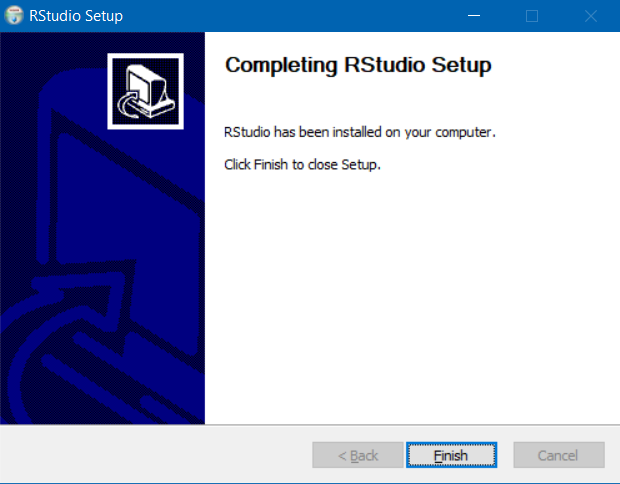 RStudio Setup
Completing RStudio Setup
RStudio has been installed on your computer.
Click Finish to close Setup.
< Back
Finish
Cancel